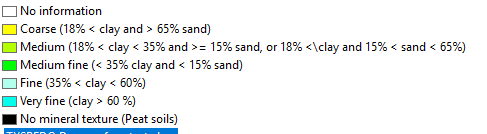 No information
Coarse (18% < clay and > 65% sand)
Medium (18% < clay < 35% and >= 15% sand, or 18% <\clay and 15% < sand < 65%)
Medium fine (< 35% clay and < 15% sand)
Fine (35% < clay < 60%)
Very fine (clay > 60 %)
No mineral texture (Peat soils)